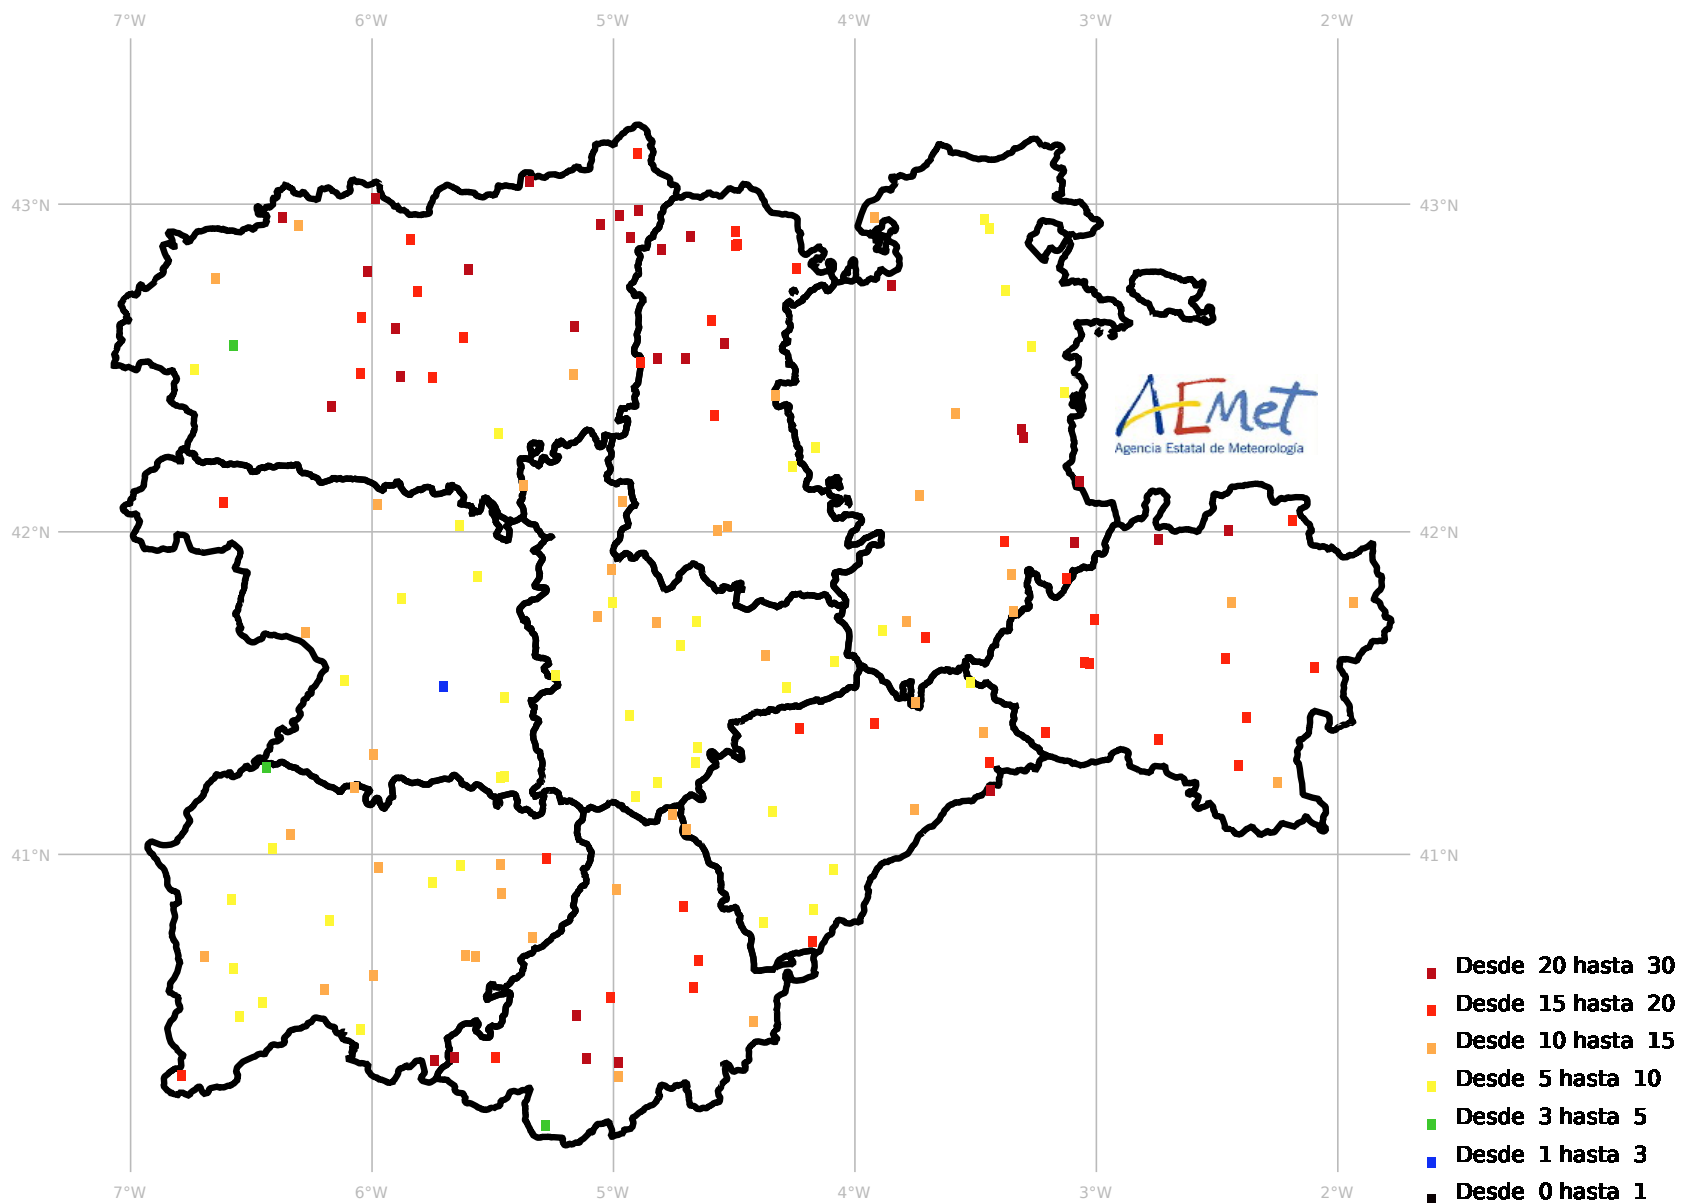 7°W 6°W 5°W 4°W 3°W 2°W
43°N 43°N
AEMet
Agencia Estatal de Meteorología
42°N 42°N
41°N 41°N
Desde 20 hasta 30
Desde 15 hasta 20
Desde 10 hasta 15
Desde 5 hasta 10
Desde 3 hasta 5
Desde 1 hasta 3
Desde 0 hasta 1
7°W 6°W 5°W 4°W 3°W 2°W